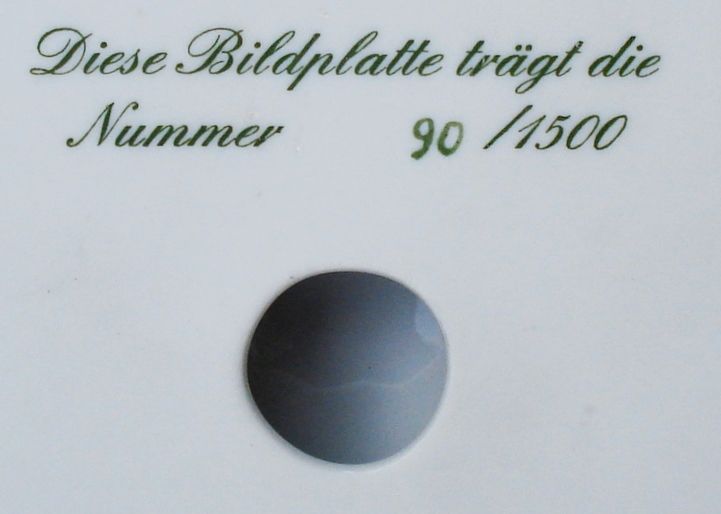 Diese Bildplatte trägt die
Nummer 90 /1500